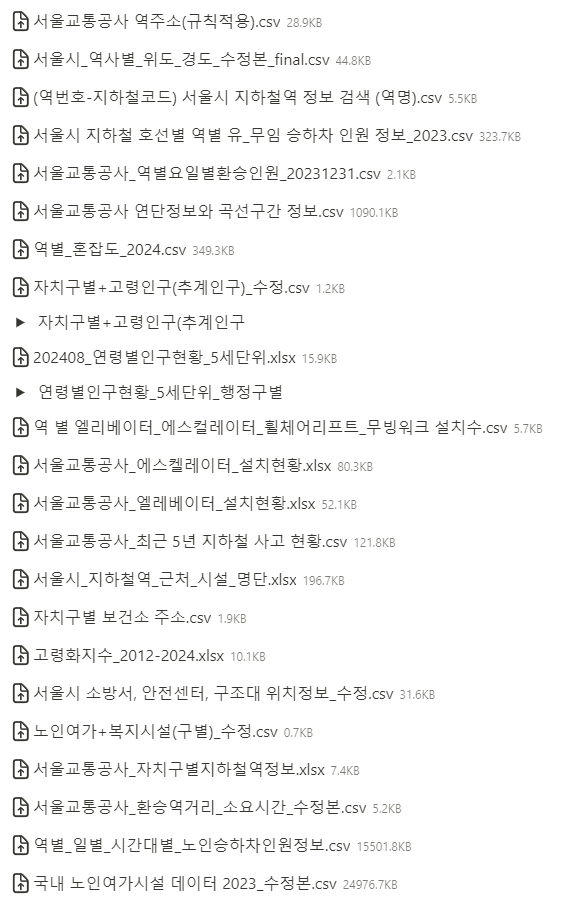 서울교통공사 역주소(규칙적용).csv 28.9KB
서울시_역사별_위도_경도_수정본_final.csv 44.8KB
(역번호-지하철코드) 서울시 지하철역 정보 검색 (역명).csv 5.5KB
서울시 지하철 호선별 역별 유_무임 승하차 인원 정보_2023.csv 323.7KB
서울교통공사_역별요일별환승인원_20231231.csv 2.1KB
서울교통공사 연단정보와 곡선구간 정보.csv 1090.1KB
역별_혼잡도_2024.csv 349.3KB
자치구별+고령인구(추계인구)_수정.csv 1.2KB
▶ 자치구별+고령인구(추계인구
202408_연령별인구현황_5세단위.xlsx 15.9KB
▶ 연령별인구현황_5세단위_행정구별
역 별 엘리베이터_에스컬레이터_휠체어리프트_무빙워크 설치수.csv 5.7KB
서울교통공사_에스켈레이터_설치현황.xlsx 80.3KB
서울교통공사_엘레베이터_설치현황.xlsx 52.1KB
서울교통공사_최근 5년 지하철 사고 현황.csv 121.8KB
서울시_지하철역_근처_시설_명단.xlsx 196.7KB
자치구별 보건소 주소.csv 1.9KB
고령화지수_2012-2024.xlsx 10.1KB
서울시 소방서, 안전센터, 구조대 위치정보_수정.csv 31.6KB
노인여가+복지시설(구별)_수정.csv 0.7KB
서울교통공사_자치구별지하철역정보.xlsx 7.4KB
서울교통공사_환승역거리_소요시간_수정본.csv 5.2KB
역별_일별_시간대별_노인승하차인원정보.csv 15501.8KB
국내 노인여가시설 데이터 2023_수정본.csv 24976.7KB